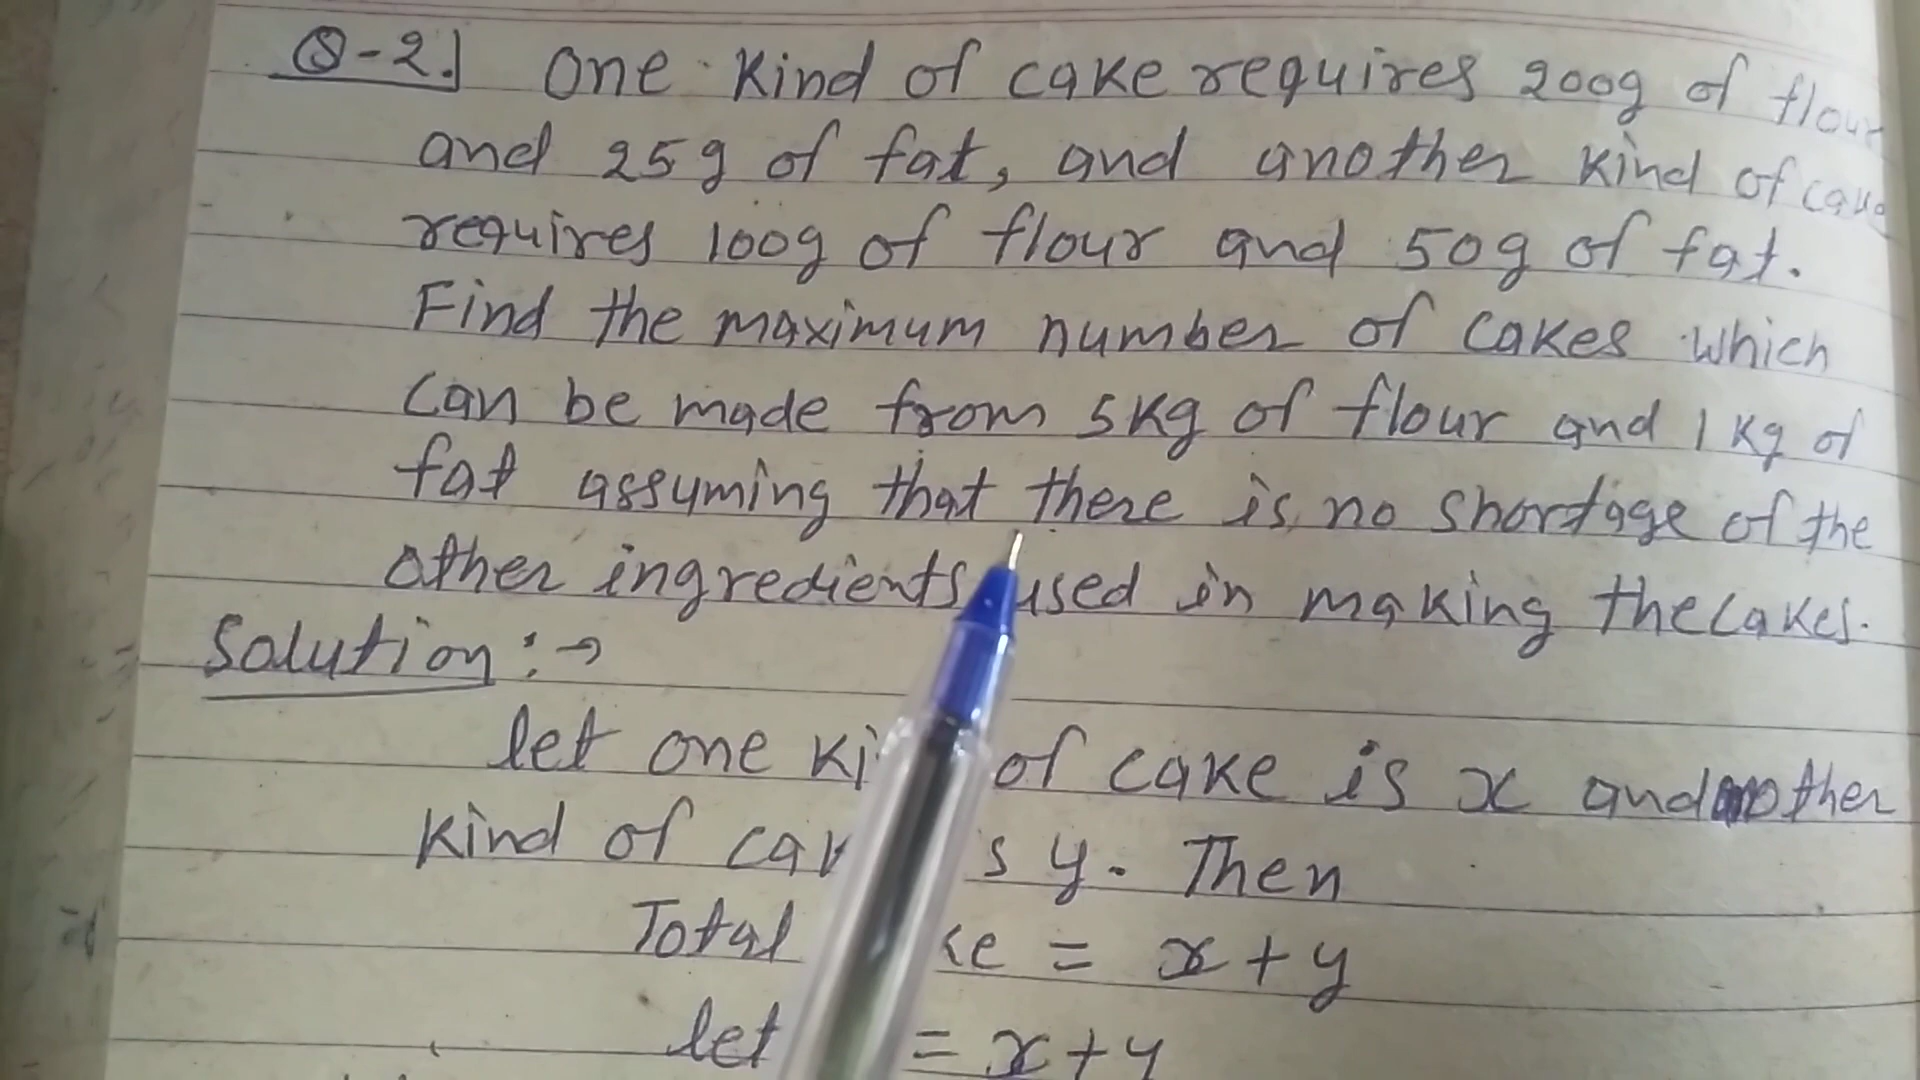 Q-2.] One Kind of cake requires 200g of flour
and 25g of fat, and another kind of cake
requires 100g of flour and 50g of fat.
Find the maximum number of cakes which
can be made from 5kg of flour and 1 kg of
fat assuming that there is no shortage of the
other ingredients used in making the cakes.
Solution :→
let one of cake is x and another
kind of y. Then
Total = x+y
let = x+y